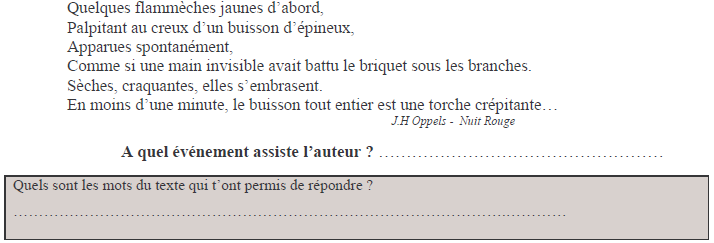 Quelques flammèches jaunes d'abord,
Palpitant au creux d'un buisson d'épineux,
Apparues spontanément,
Comme si une main invisible avait battu le briquet sous les branches.
Sèches, craquantes, elles s'embrasent.
En moins d'une minute, le buisson tout entier est une torche crépitante…
J.H Oppels - Nuit Rouge
A quel événement assiste l'auteur ? ………………………………………………
Quels sont les mots du texte qui t'ont permis de répondre ?
……………………………………………………………………………………………